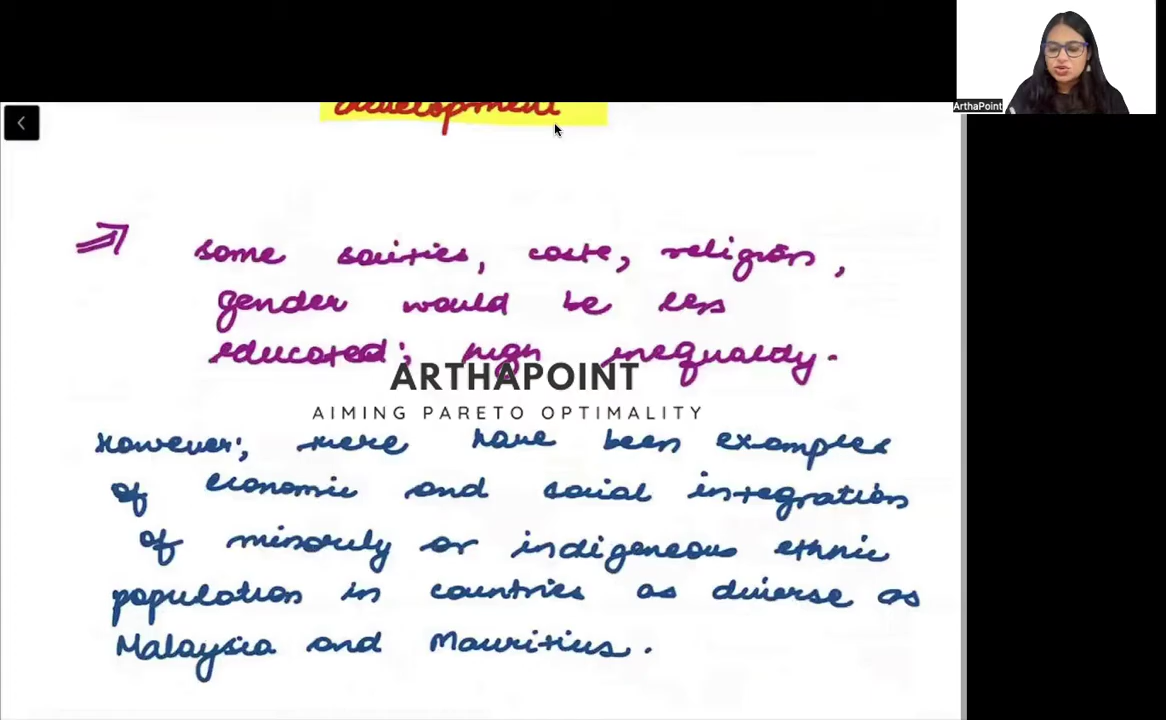 ArthaPoint
development
some societies, caste, religion,
gender would be less
educated; high inequality.
ARTHAPOINT
AIMING PARETO OPTIMALITY
However; there have been examples
of economic and social integration
of minority or indigeneous ethnic
population in countries as diverse as
Malaysia and Mauritius.